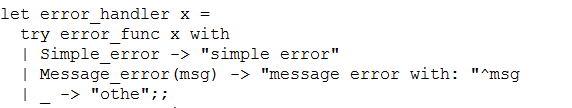 let error_handler x =
try error_func x with
| Simple_error -> "simple error"
| Message_error(msg) -> "message error with: "^msg
| _ -> "othe";;